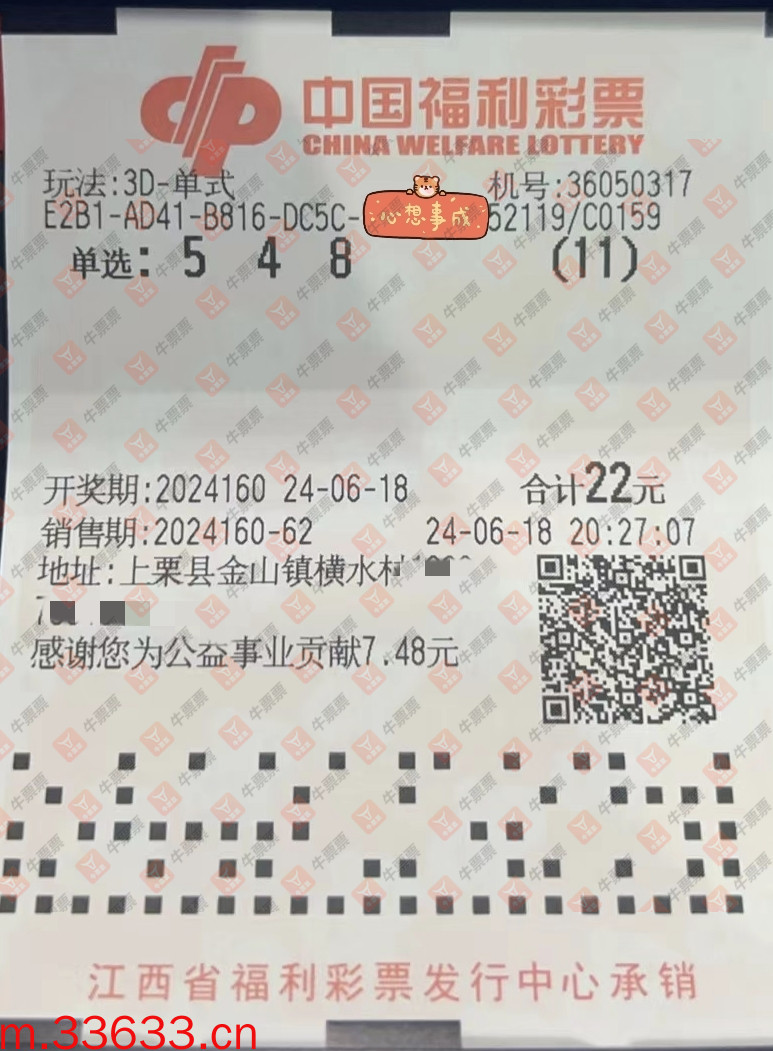 中国福利彩票
CHINA WELFARE LOTTERY
玩法:3D-单式 机号:36050317
E2B1-AD41-B816-DC5C- 心想事成 52119/C0159
单选: 5 4 8 (11)
开奖期:2024160 24-06-18 合计22元
销售期:2024160-62 24-06-18 20:27:07
地址:上栗县金山镇横水村
感谢您为公益事业贡献7.48元
江西省福利彩票发行中心承销
m.33633.cn
牛票票